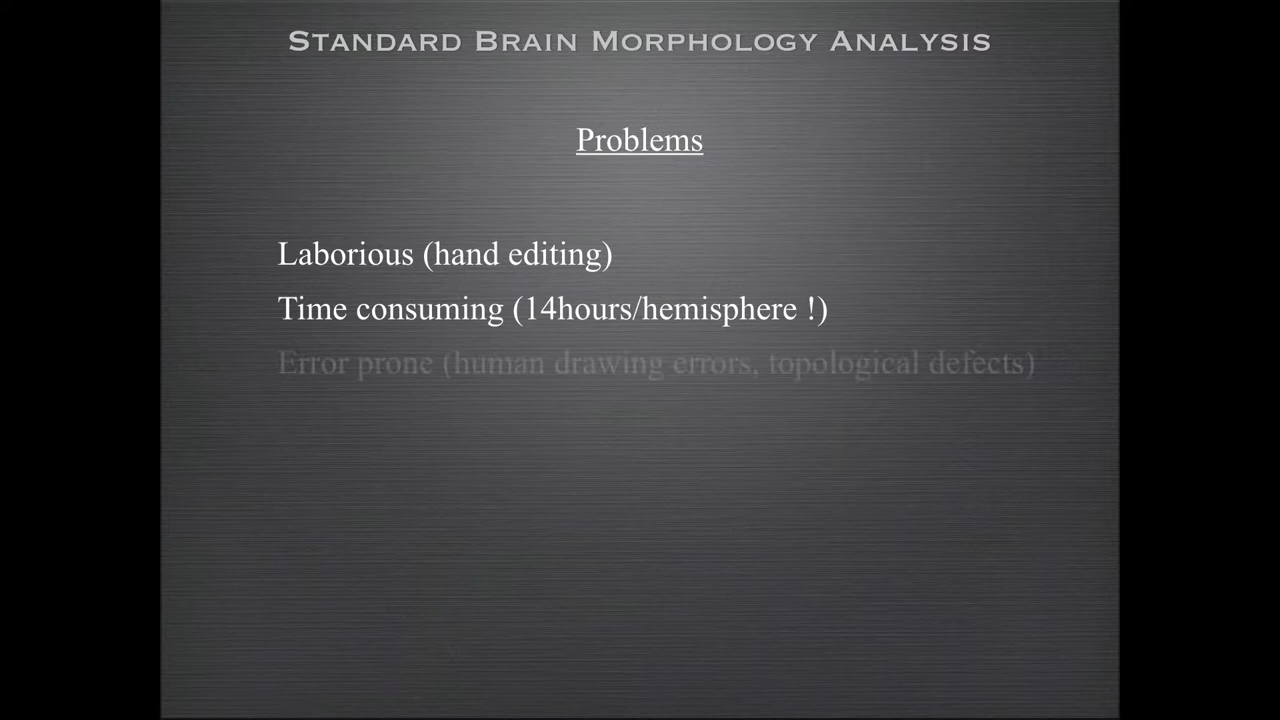 Standard Brain Morphology Analysis
Problems
Laborious (hand editing)
Time consuming (14hours/hemisphere !)
Error prone (human drawing errors, topological defects)